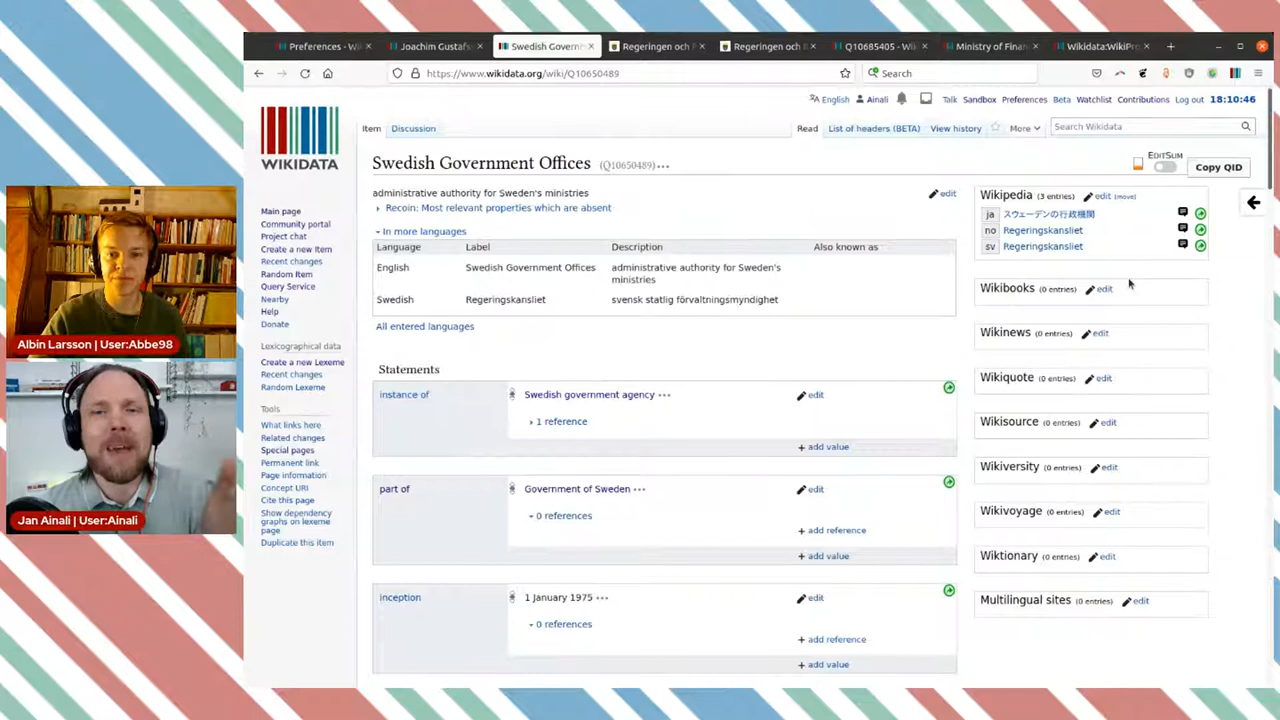 Preferences - Wi
Joachim Gustafs
Swedish Governm
Regeringen och
Regeringen och
Q10685405 - Wi
Ministry of Finan
Wikidata:WikiPr
https://www.wikidata.org/wiki/Q10650489
Search
English
Ainali
Talk
Sandbox
Preferences
Beta
Watchlist
Contributions
Log out
18:10:46
WIKIDATA
Item
Discussion
Read
List of headers (BETA)
View history
More
Search Wikidata
Swedish Government Offices (Q10650489)
EDITSUM
Copy QID
administrative authority for Sweden's ministries
edit
Recoin: Most relevant properties which are absent
In more languages
Language Label Description Also known as
English Swedish Government Offices administrative authority for Sweden's
ministries
Swedish Regeringskansliet svensk statlig förvaltningsmyndighet
All entered languages
Statements
instance of
Swedish government agency
edit
1 reference
+ add value
part of
Government of Sweden
edit
0 references
+ add reference
+ add value
inception
1 January 1975
edit
0 references
+ add reference
+ add value
Wikipedia (3 entries) edit (move)
ja スウェーデンの行政機関
no Regeringskansliet
sv Regeringskansliet
Wikibooks (0 entries) edit
Wikinews (0 entries) edit
Wikiquote (0 entries) edit
Wikisource (0 entries) edit
Wikiversity (0 entries) edit
Wikivoyage (0 entries) edit
Wiktionary (0 entries) edit
Multilingual sites (0 entries) edit
Main page
Community portal
Project chat
Create a new Item
Recent changes
Random Item
Query Service
Nearby
Help
Donate
Lexicographical data
Create a new Lexeme
Recent changes
Random Lexeme
Tools
What links here
Related changes
Special pages
Permanent link
Page information
Concept URI
Cite this page
Show dependency
graphs on lexeme
page
Duplicate this item
Albin Larsson | User:Abbe98
Jan Ainali | User:Ainali